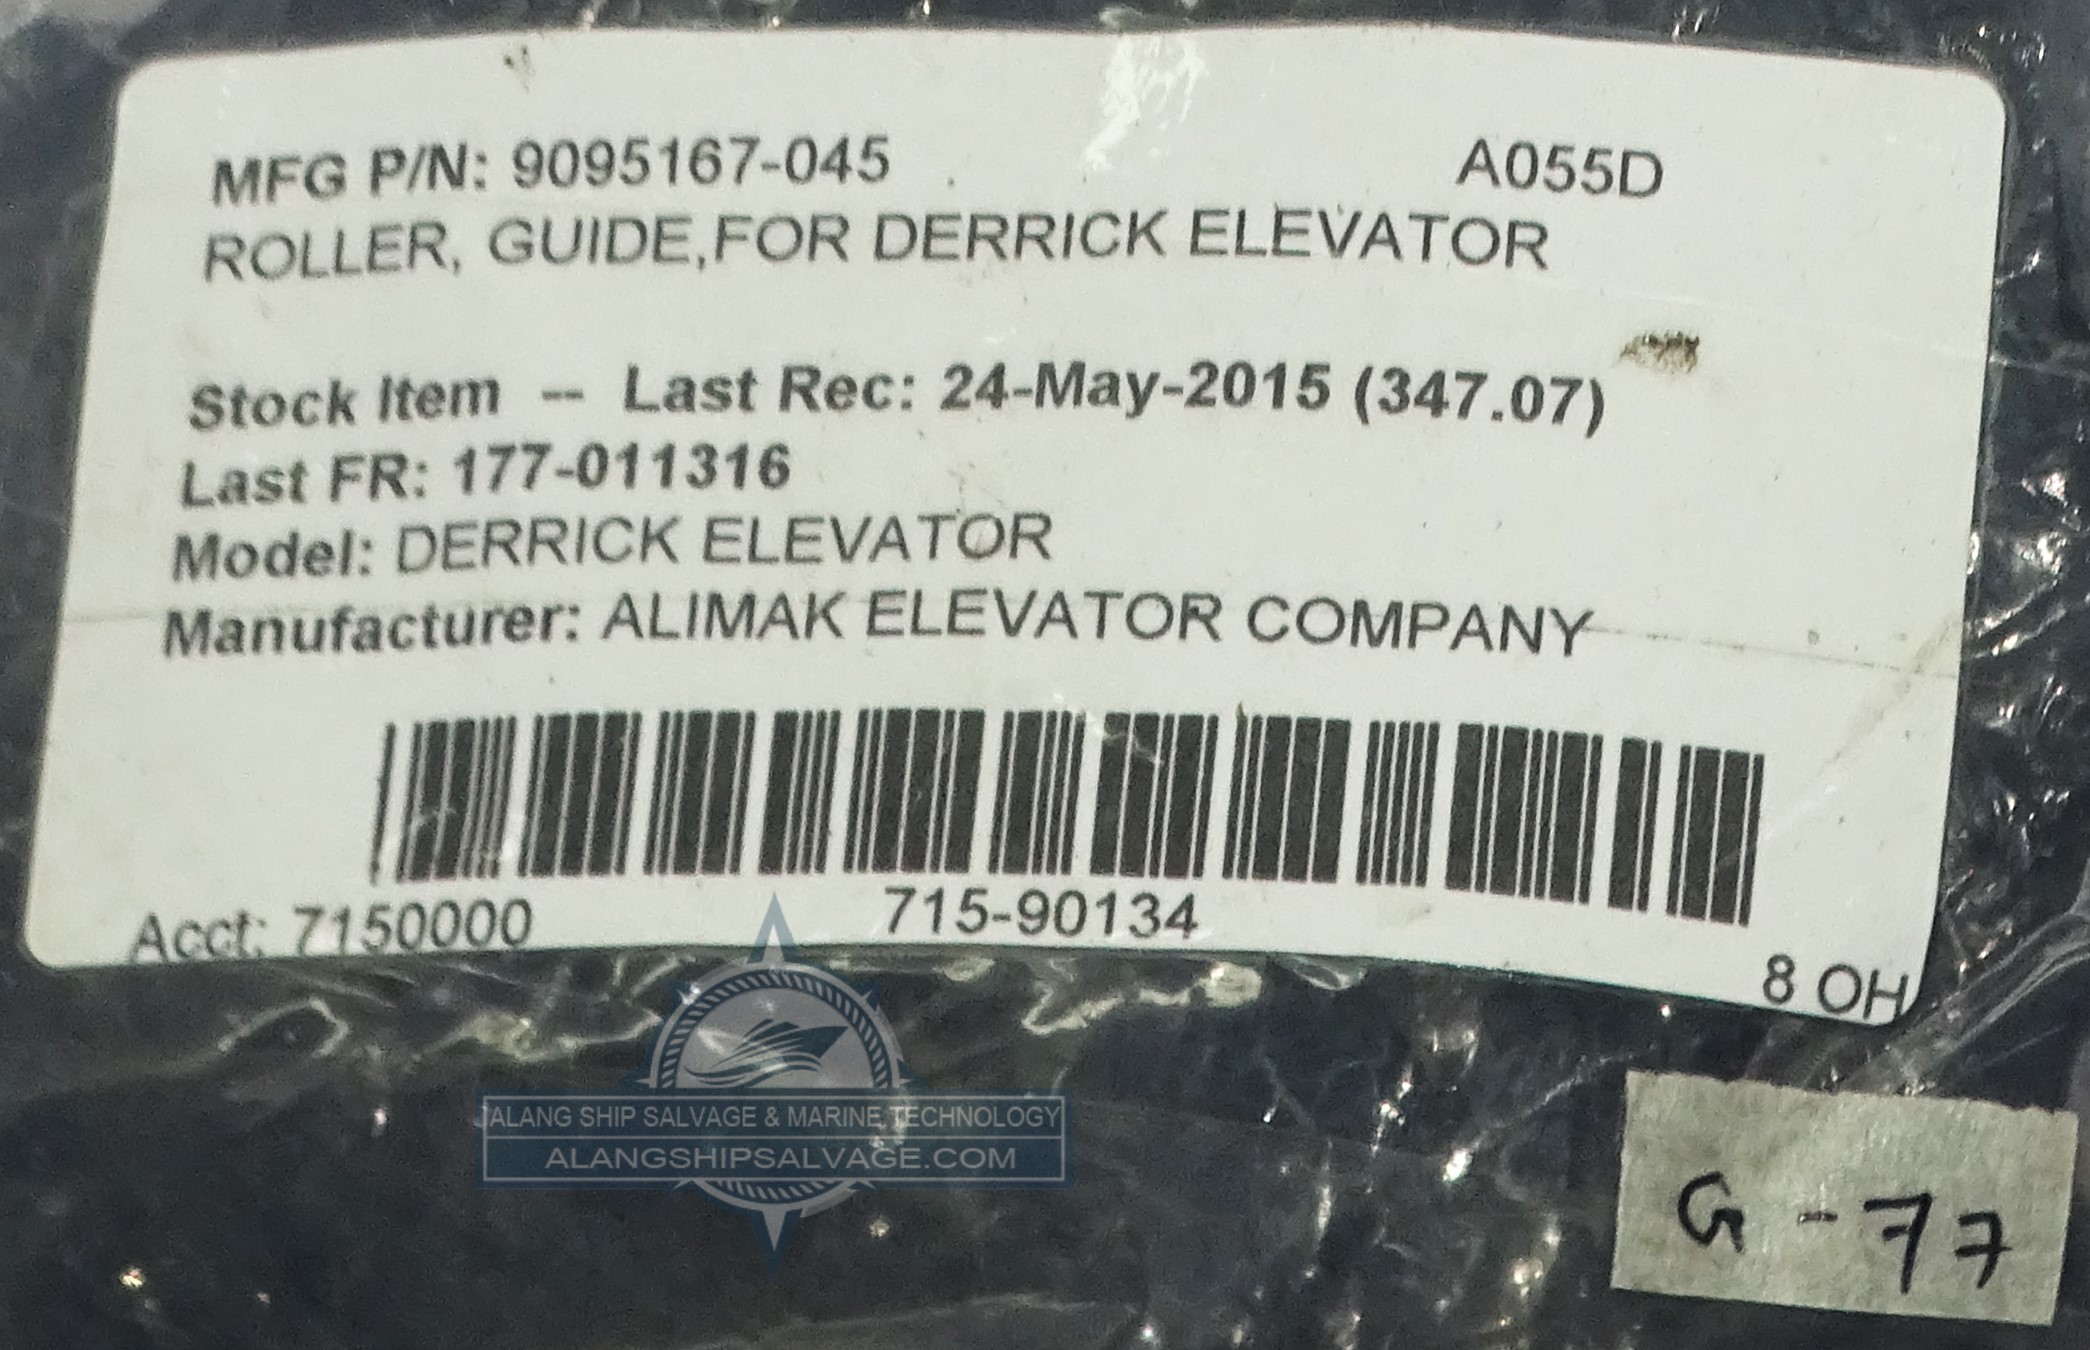 MFG P/N: 9095167-045 A055D
ROLLER, GUIDE,FOR DERRICK ELEVATOR
Stock Item -- Last Rec: 24-May-2015 (347.07)
Last FR: 177-011316
Model: DERRICK ELEVATOR
Manufacturer: ALIMAK ELEVATOR COMPANY
Acct: 7150000 715-90134
8 OH
JALANG SHIP SALVAGE & MARINE TECHNOLOGY
ALANGSHIPSALVAGE.COM
G-77